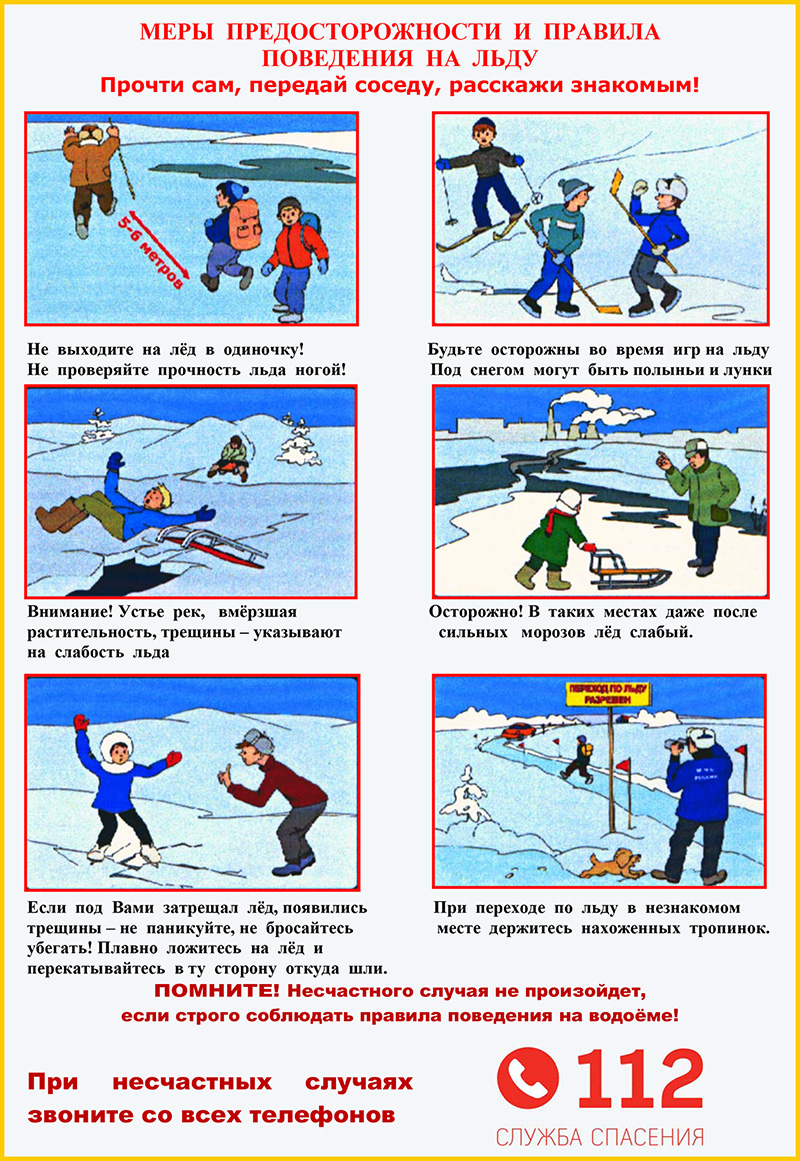 МЕРЫ ПРЕДОСТОРОЖНОСТИ И ПРАВИЛА
ПОВЕДЕНИЯ НА ЛЬДУ
Прочти сам, передай соседу, расскажи знакомым!
5-6 метров
Не выходите на лёд в одиночку!
Не проверяйте прочность льда ногой!
Будьте осторожны во время игр на льду
Под снегом могут быть полыньи и лунки
Внимание! Устье рек, вмёрзшая
растительность, трещины – указывают
на слабость льда
Осторожно! В таких местах даже после
сильных морозов лёд слабый.
ПЕРЕХОД ПО ЛЬДУ
РАЗРЕШЕН
МЧС
РОССИИ
Если под Вами затрещал лёд, появились
трещины – не паникуйте, не бросайтесь
убегать! Плавно ложитесь на лёд и
перекатывайтесь в ту сторону откуда шли.
При переходе по льду в незнакомом
месте держитесь нахоженных тропинок.
ПОМНИТЕ! Несчастного случая не произойдет,
если строго соблюдать правила поведения на водоёме!
При несчастных случаях
звоните со всех телефонов
112
СЛУЖБА СПАСЕНИЯ